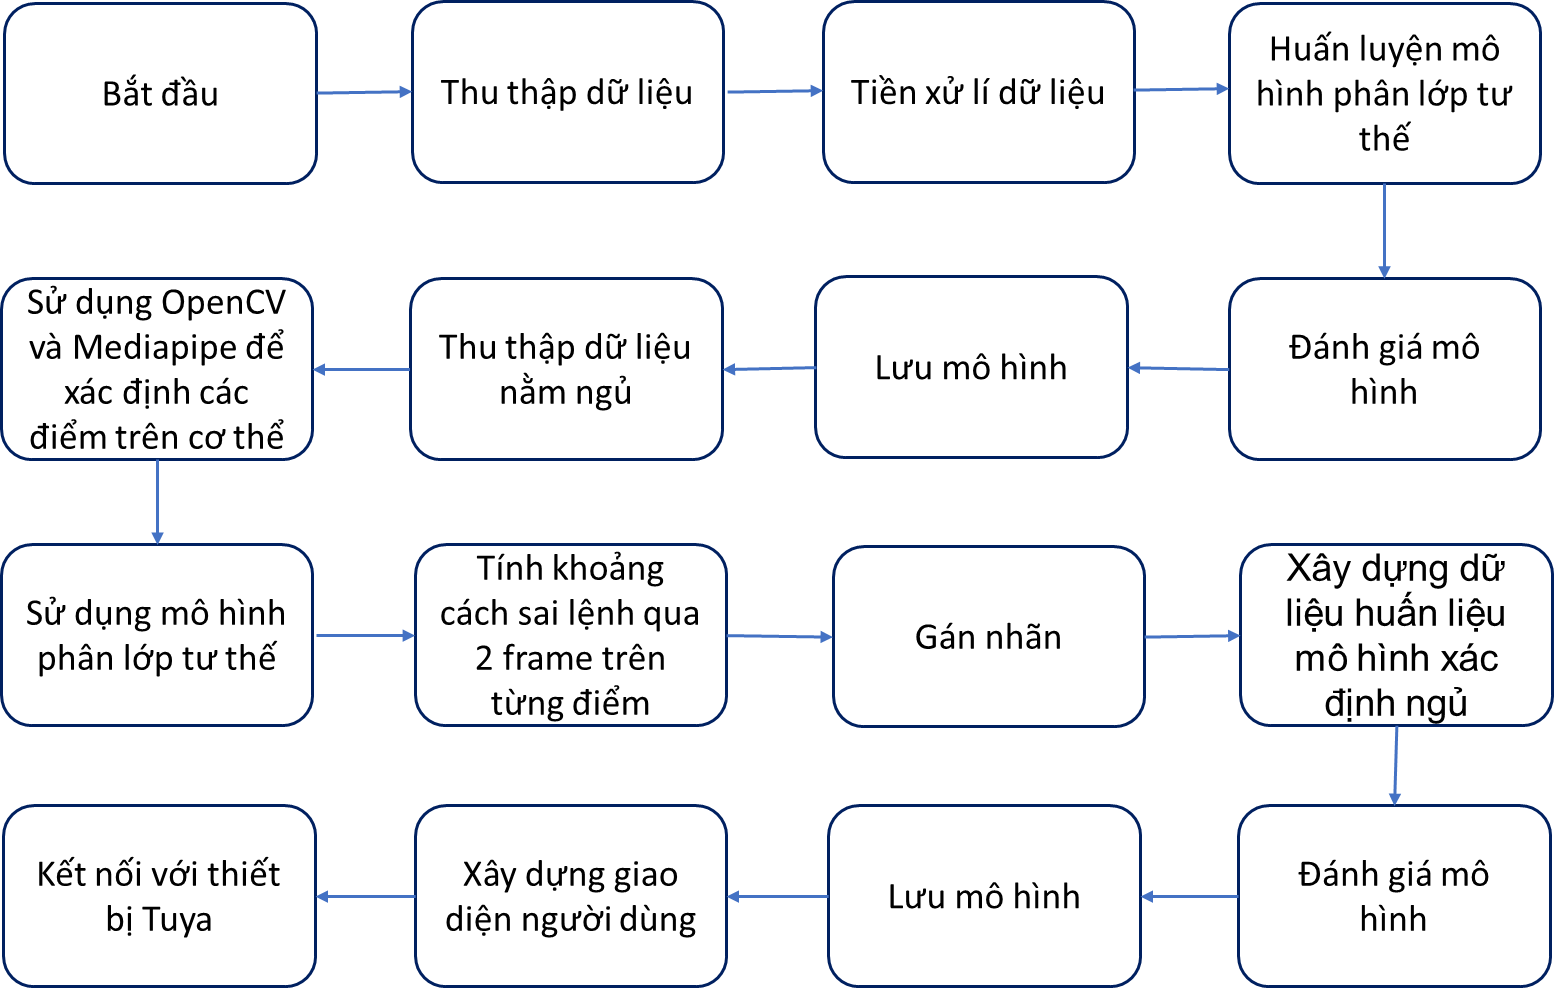 Bắt đầu
Thu thập dữ liệu
Tiền xử lí dữ liệu
Huấn luyện mô
hình phân lớp tư
thế
Đánh giá mô
hình
Lưu mô hình
Thu thập dữ liệu
nằm ngủ
Sử dụng OpenCV
và Mediapipe để
xác định các
điểm trên cơ thể
Sử dụng mô hình
phân lớp tư thế
Tính khoảng
cách sai lệnh qua
2 frame trên
từng điểm
Gán nhãn
Xây dựng dữ
liệu huấn liệu
mô hình xác
định ngủ
Đánh giá mô
hình
Lưu mô hình
Xây dựng giao
diện người dùng
Kết nối với thiết
bị Tuya